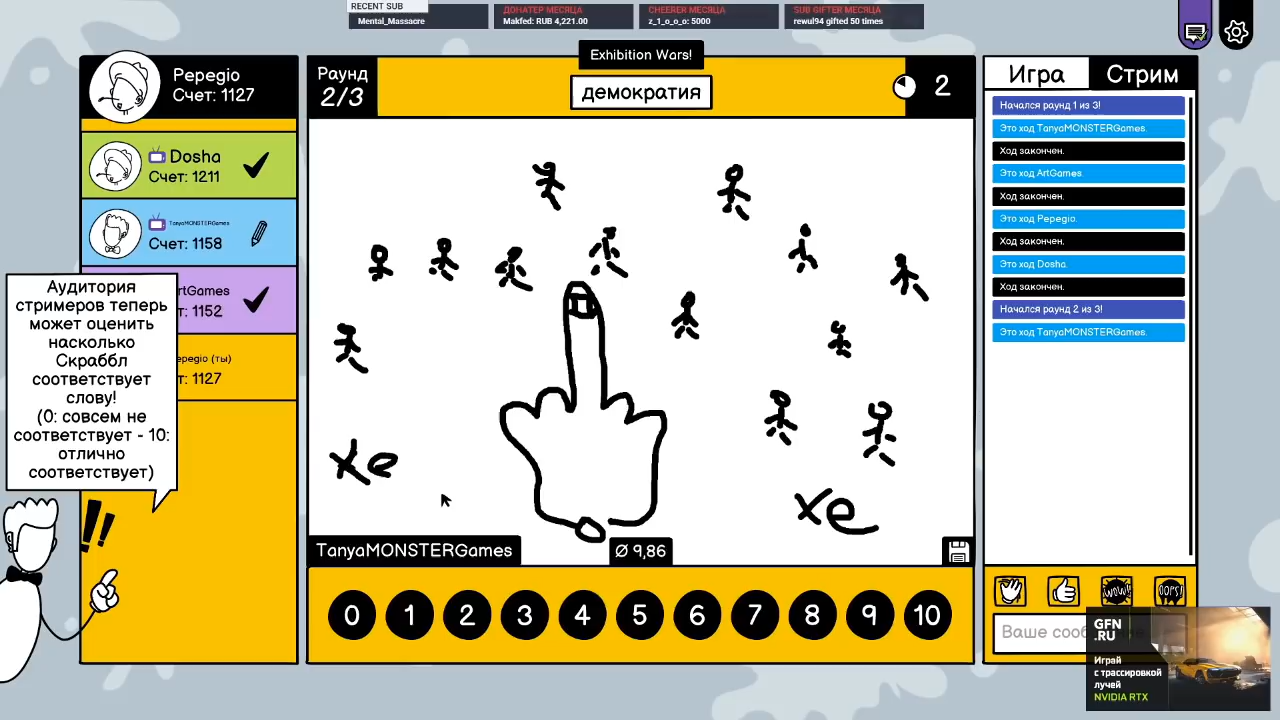 RECENT SUB
Mental_Massacre
ДОНАТЕР МЕСЯЦА
Makfed: RUB 4,221.00
CHEERER МЕСЯЦА
z_1_o_o_o: 5000
SUB GIFTER МЕСЯЦА
rewul94 gifted 50 times
Pepegio
Счет: 1127
Dosha
Счет: 1211
TanyaMONSTERGames
Счет: 1158
rtGames
: 1152
epegio (ты)
т: 1127
Аудитория
стримеров теперь
может оценить
насколько
Скраббл
соответствует
слову!
(0: совсем не
соответствует - 10:
отлично
соответствует)
Раунд
2/3
Exhibition Wars!
демократия
2
хе
хе
TanyaMONSTERGames
Ø 9,86
0 1 2 3 4 5 6 7 8 9 10
Игра
Стрим
Начался раунд 1 из 3!
Это ход TanyaMONSTERGames.
Ход закончен.
Это ход ArtGames.
Ход закончен.
Это ход Pepegio.
Ход закончен.
Это ход Dosha.
Ход закончен.
Начался раунд 2 из 3!
Это ход TanyaMONSTERGames.
WOW!
OOPS!
Ваше сооб
GFN
.RU
Играй
с трассировкой
лучей
NVIDIA RTX